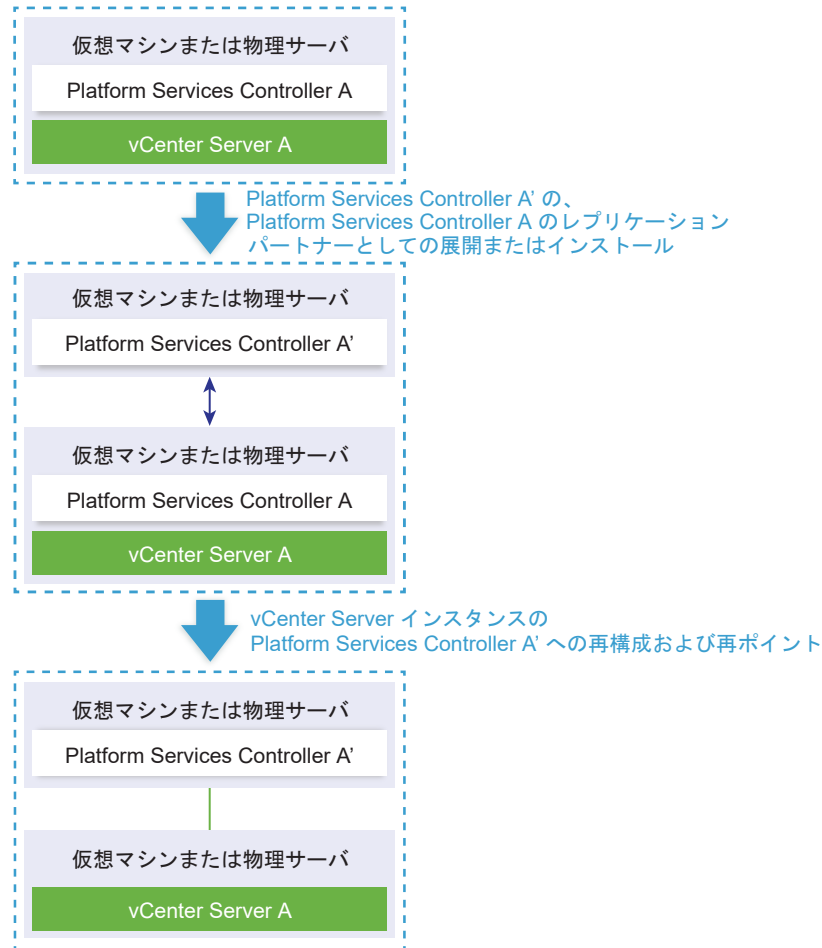 仮想マシンまたは物理サーバ
Platform Services Controller A
vCenter Server A
Platform Services Controller A’ の、
Platform Services Controller A のレプリケーション
パートナーとしての展開またはインストール
仮想マシンまたは物理サーバ
Platform Services Controller A’
仮想マシンまたは物理サーバ
Platform Services Controller A
vCenter Server A
vCenter Server インスタンスの
Platform Services Controller A’ への再構成および再ポイント
仮想マシンまたは物理サーバ
Platform Services Controller A’
仮想マシンまたは物理サーバ
vCenter Server A